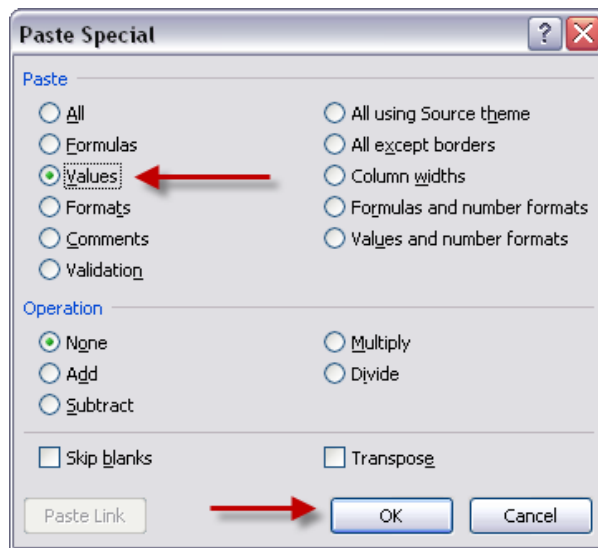 Paste Special
Paste
All
All using Source theme
Formulas
All except borders
Values
Column widths
Formats
Formulas and number formats
Comments
Values and number formats
Validation
Operation
None
Multiply
Add
Divide
Subtract
Skip blanks
Transpose
Paste Link
OK
Cancel